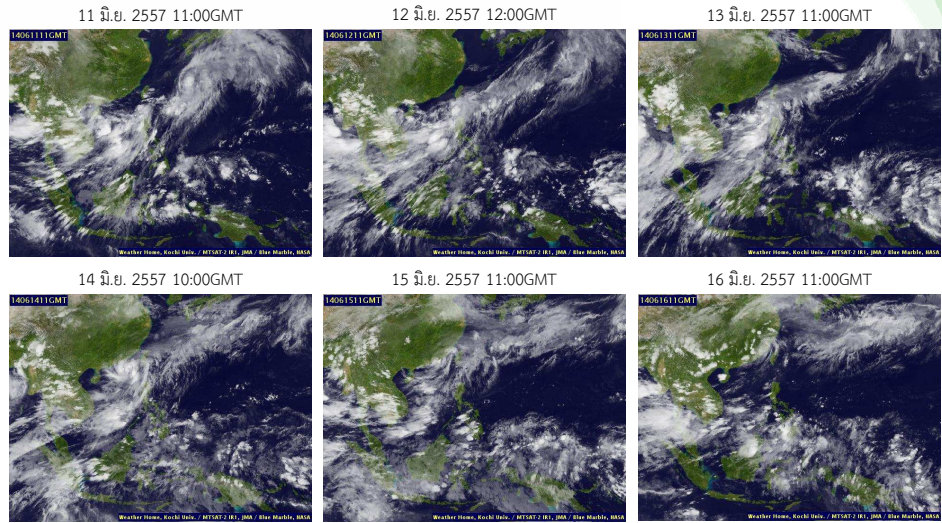 11 มิ.ย. 2557 11:00GMT
12 มิ.ย. 2557 12:00GMT
13 มิ.ย. 2557 11:00GMT
14061111GMT
14061211GMT
14061311GMT
Weather Home, Kochi Univ. / MTSAT-2 IR1, JMA / Blue Marble, NASA
Weather Home, Kochi Univ. / MTSAT-2 IR1, JMA / Blue Marble, NASA
Weather Home, Kochi Univ. / MTSAT-2 IR1, JMA / Blue Marble, NASA
14 มิ.ย. 2557 10:00GMT
15 มิ.ย. 2557 11:00GMT
16 มิ.ย. 2557 11:00GMT
14061411GMT
14061511GMT
14061611GMT
Weather Home, Kochi Univ. / MTSAT-2 IR1, JMA / Blue Marble, NASA
Weather Home, Kochi Univ. / MTSAT-2 IR1, JMA / Blue Marble, NASA
Weather Home, Kochi Univ. / MTSAT-2 IR1, JMA / Blue Marble, NASA